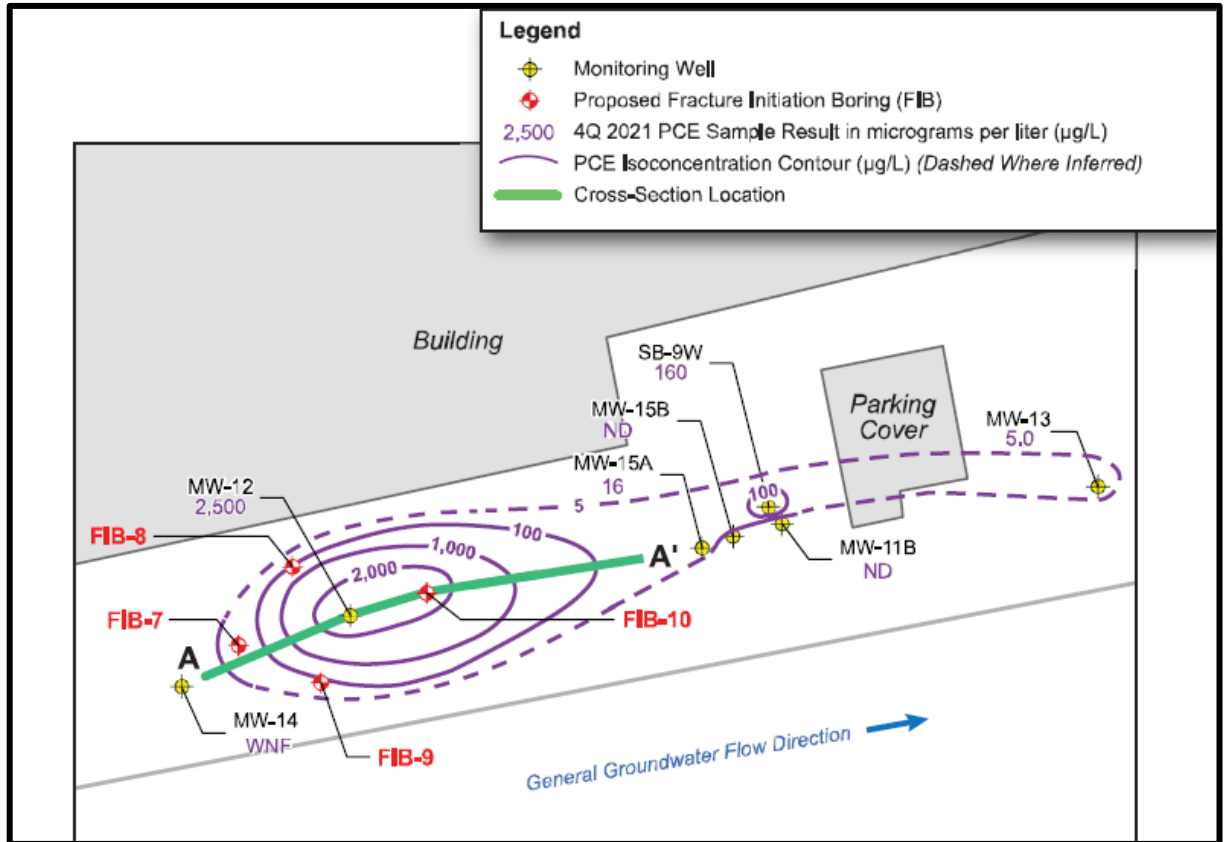 Legend
Monitoring Well
Proposed Fracture Initiation Boring (FIB)
2,500 4Q 2021 PCE Sample Result in micrograms per liter (µg/L)
PCE Isoconcentration Contour (µg/L) (Dashed Where Inferred)
Cross-Section Location
Building
SB-9W
160
Parking
Cover
MW-15B
ND
MW-13
5.0
MW-15A
16
MW-12
2,500
5
100
FIB-8
100
1,000
2,000
A'
MW-11B
ND
FIB-7
FIB-10
A
MW-14
WNF
FIB-9
General Groundwater Flow Direction